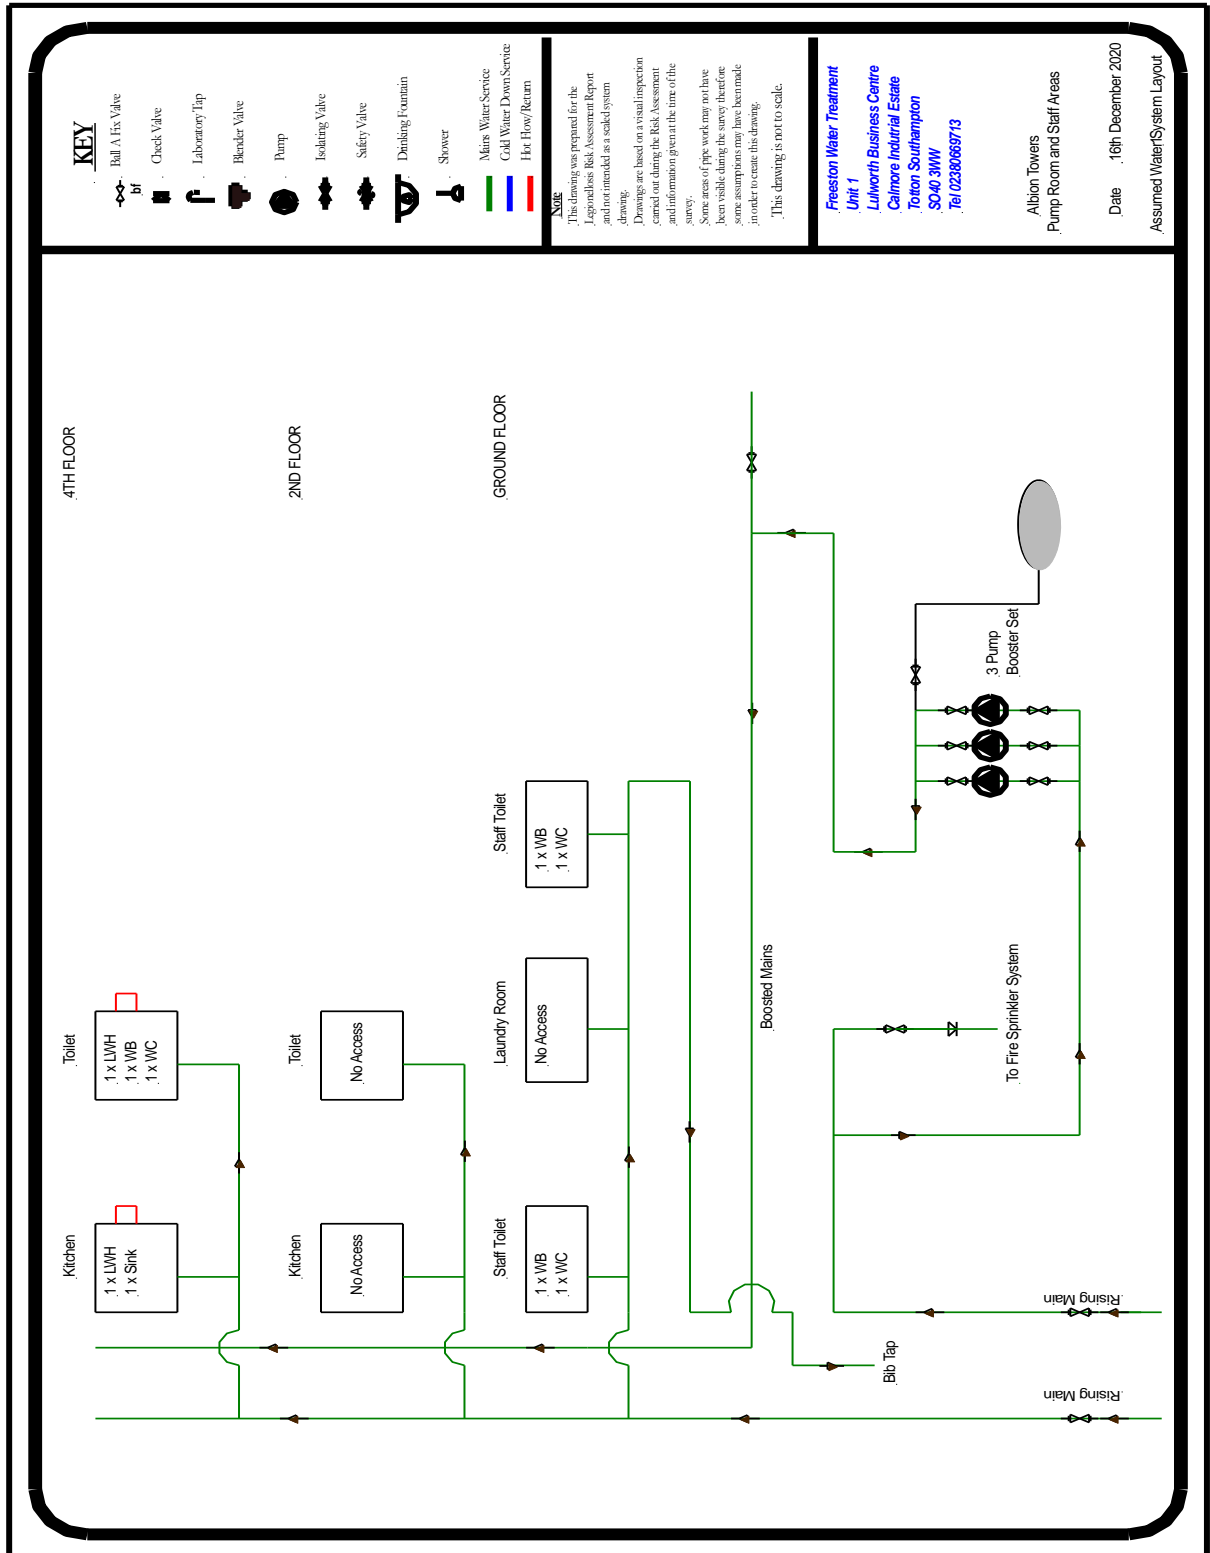 KEY
Ball A Fix Valve
bf
Check Valve
Laboratory Tap
Blender Valve
Pump
Isolating Valve
Safety Valve
Drinking Fountain
Shower
Mains Water Service
Cold Water Down Service
Hot Flow/Return
Note
This drawing was prepared for the
Legionellosis Risk Assessment Report
and not intended as a scaled system
drawing.
Drawings are based on a visual inspection
carried out during the Risk Assessment
and information given at the time of the
survey.
Some areas of pipe work may not have
been visible during the survey therefore
some assumptions may have been made
in order to create this drawing.
This drawing is not to scale.
Freeston Water Treatment
Unit 1
Lulworth Business Centre
Calmore Indutrial Estate
Totton Southampton
SO40 3WW
Tel 02380669713
Albion Towers
Pump Room and Staff Areas
Date 16th December 2020
Assumed Water System Layout
4TH FLOOR
Kitchen
1 x LWH
1 x Sink
Toilet
1 x LWH
1 x WB
1 x WC
2ND FLOOR
Kitchen
No Access
Toilet
No Access
GROUND FLOOR
Staff Toilet
1 x WB
1 x WC
Laundry Room
No Access
Staff Toilet
1 x WB
1 x WC
Boosted Mains
Bib Tap
3 Pump
Booster Set
To Fire Sprinkler System
Rising Main
Rising Main